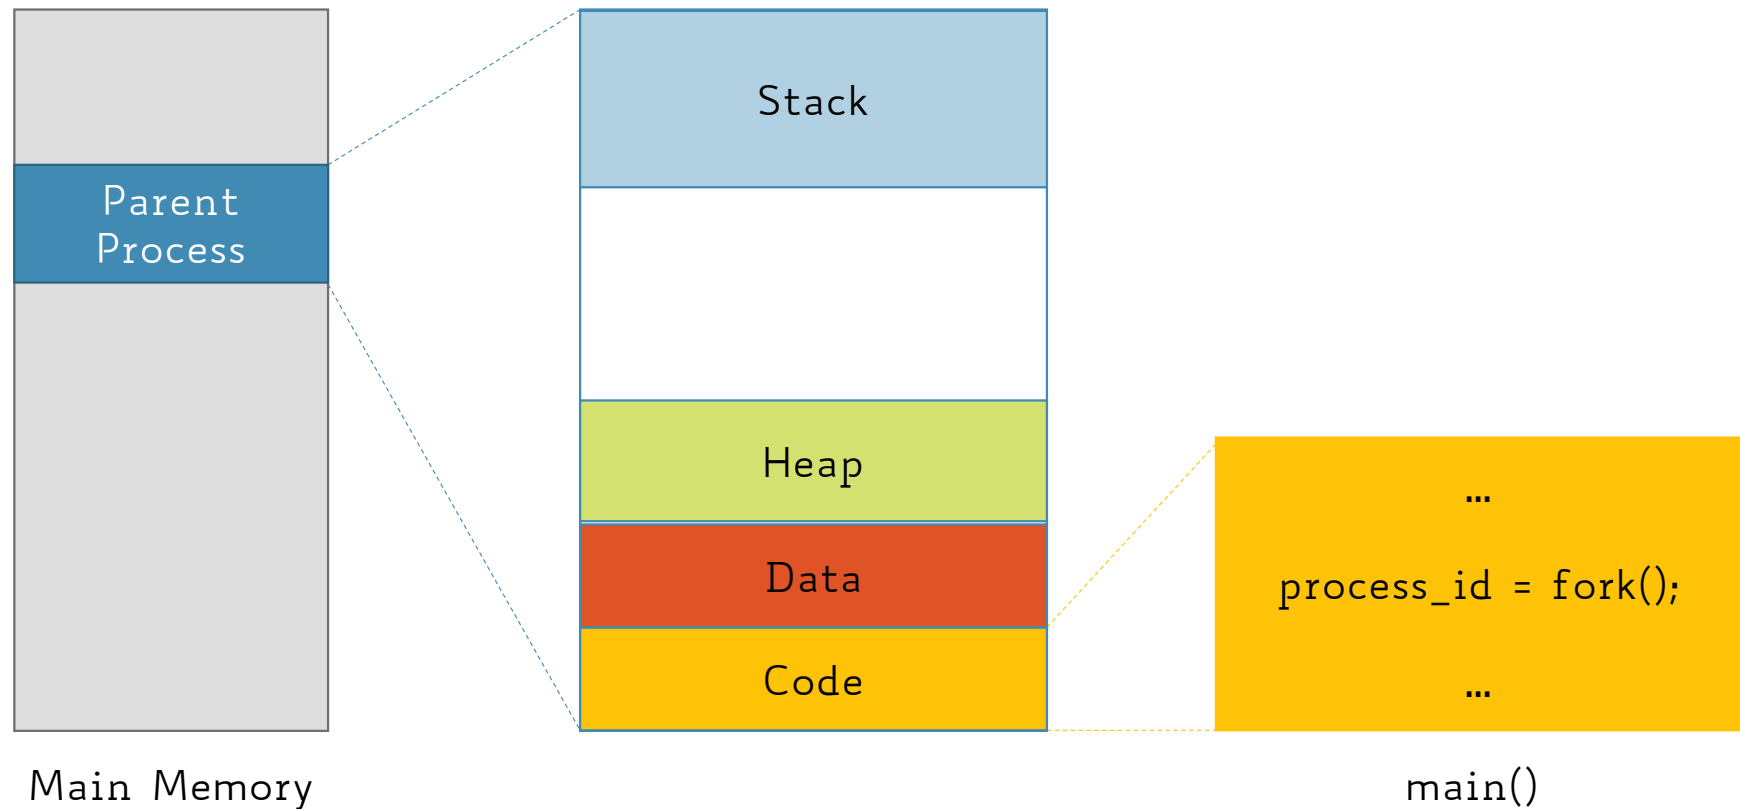 Parent
Process
Main Memory
Stack
Heap
Data
Code
…
process_id = fork();
…
main()